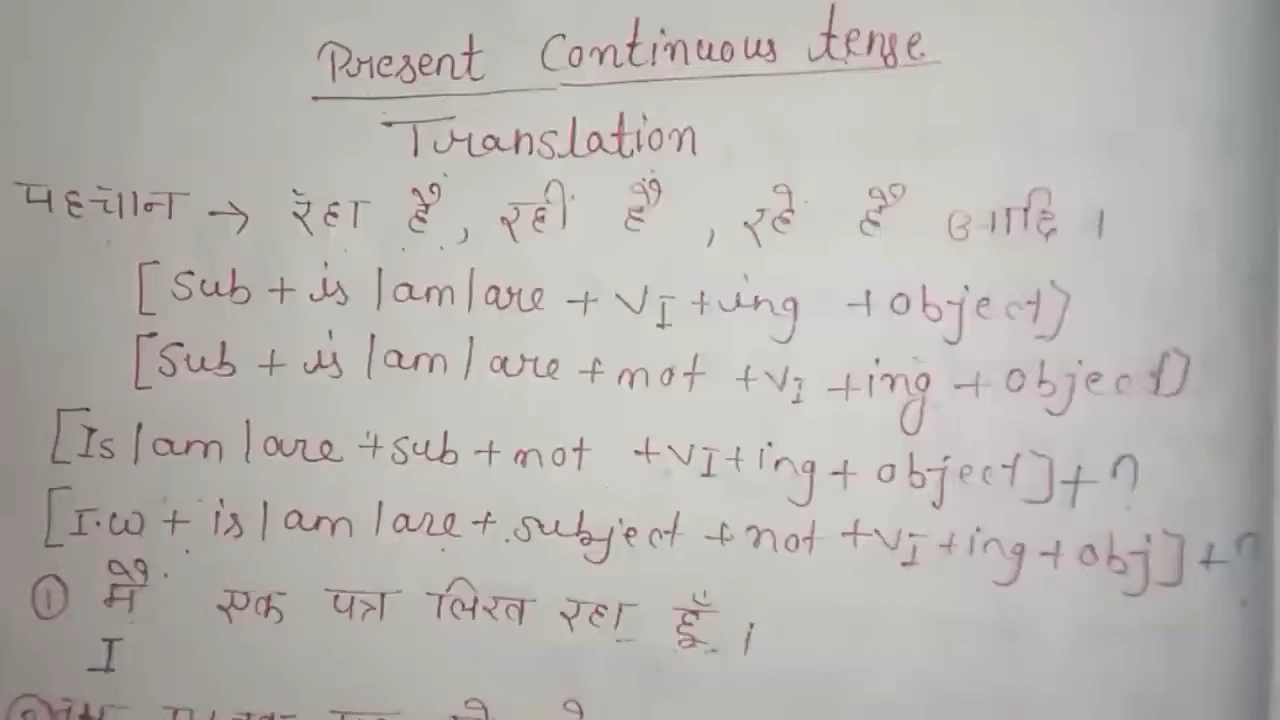 Present Continuous tense
Translation
पहचान → रहा है, रही है, रहे हैं आदि।
[Sub + is |am|are + VI +ing +object]
[Sub + is |am| are + not +VI +ing + object]
[Is |am |are +sub + not +VI+ing + object]+?
[I.w + is| am |are + subject + not +VI +ing + obj] + ?
① मैं एक पत्र लिख रहा हूँ।
I